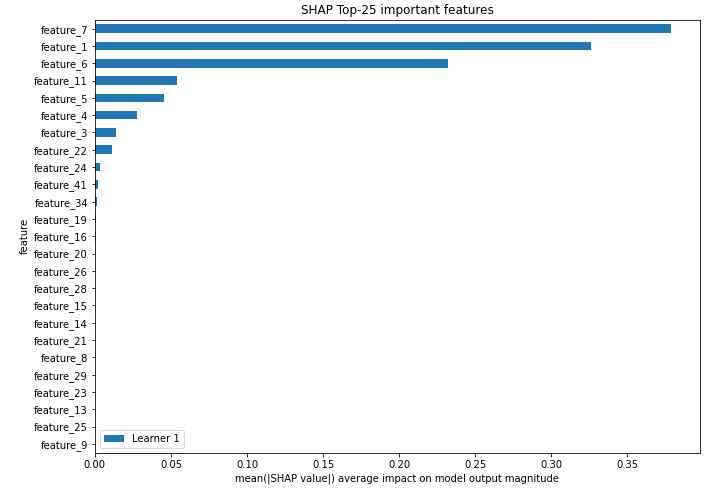 SHAP Top-25 important features
feature_7
feature_1
feature_6
feature_11
feature_5
feature_4
feature_3
feature_22
feature_24
feature_41
feature_34
feature_19
feature_16
feature_20
feature_26
feature_28
feature_15
feature_14
feature_21
feature_8
feature_29
feature_23
feature_13
feature_25
feature_9
feature
Learner 1
0.00 0.05 0.10 0.15 0.20 0.25 0.30 0.35
mean(|SHAP value|) average impact on model output magnitude